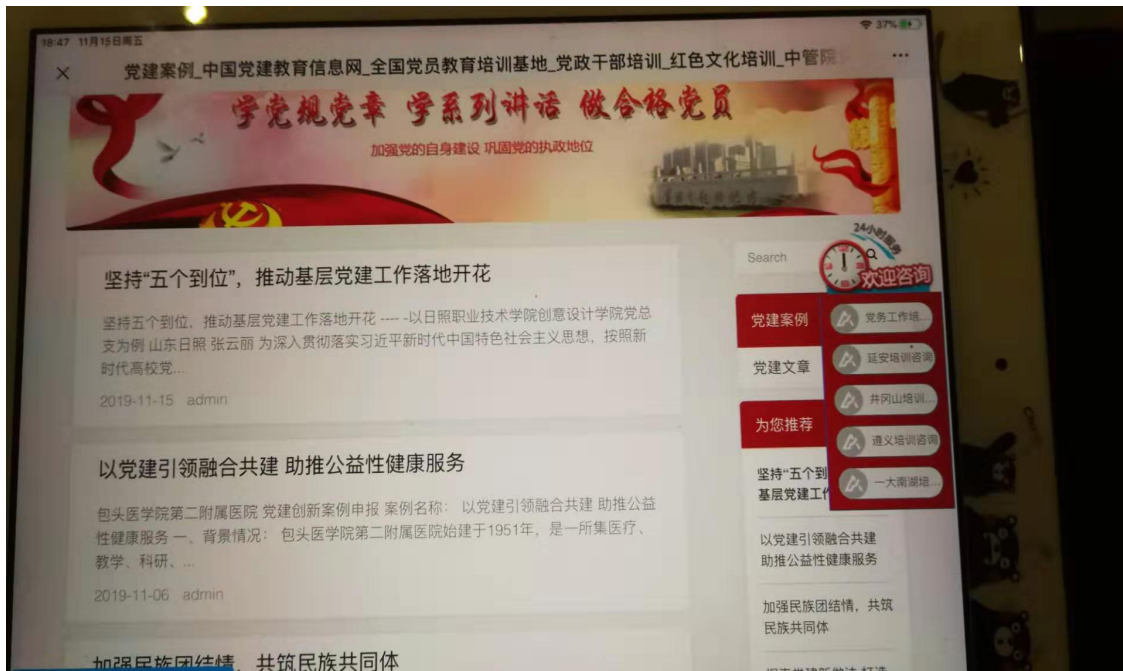 18:47 11月15日周五
37%
党建案例_中国党建教育信息网_全国党员教育培训基地_党政干部培训_红色文化培训_中管院
学党规党章 学系列讲话 做合格党员
加强党的自身建设 巩固党的执政地位
坚持“五个到位”，推动基层党建工作落地开花
坚持五个到位，推动基层党建工作落地开花 ---- -以日照职业技术学院创意设计学院党总
支为例 山东日照 张云丽 为深入贯彻落实习近平新时代中国特色社会主义思想，按照新
时代高校党...
2019-11-15 admin
以党建引领融合共建 助推公益性健康服务
包头医学院第二附属医院 党建创新案例申报 案例名称： 以党建引领融合共建 助推公益
性健康服务 一、背景情况： 包头医学院第二附属医院始建于1951年，是一所集医疗、
教学、科研、...
2019-11-06 admin
加强民族团结情，共筑民族共同体
Search
24小时服务
欢迎咨询
党建案例
党建文章
为您推荐
党务工作培...
延安培训咨询
井冈山培训...
遵义培训咨询
一大南湖培...
坚持“五个到
基层党建工作
以党建引领融合共建
助推公益性健康服务
加强民族团结情，共筑
民族共同体